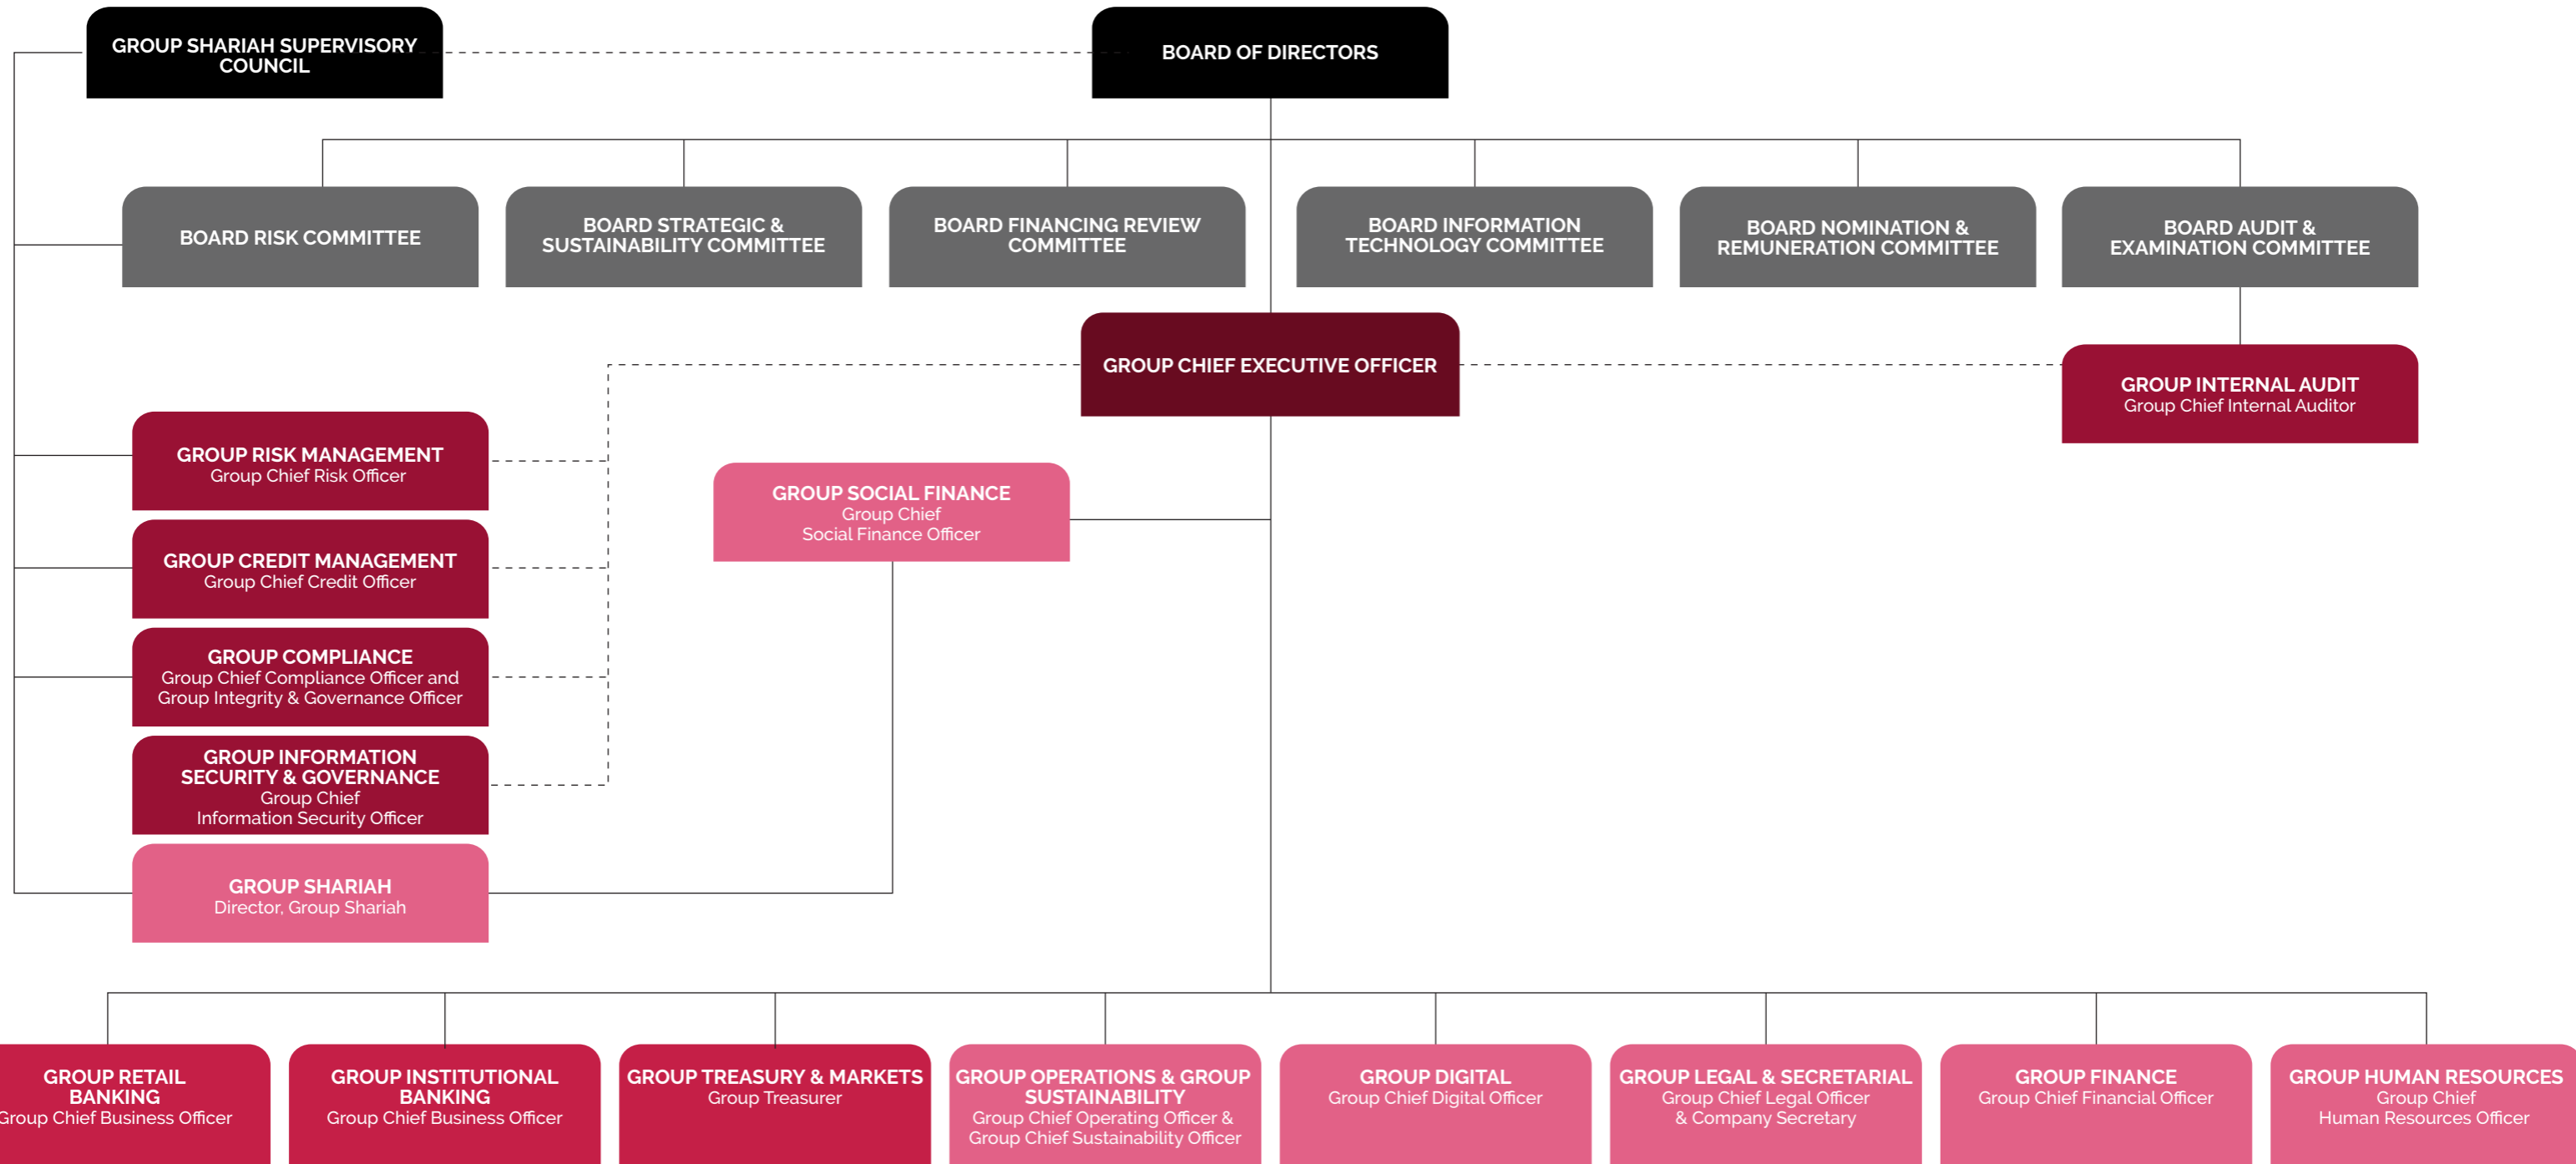 GROUP SHARIAH SUPERVISORY
COUNCIL
BOARD OF DIRECTORS
BOARD RISK COMMITTEE
BOARD STRATEGIC &
SUSTAINABILITY COMMITTEE
BOARD FINANCING REVIEW
COMMITTEE
BOARD INFORMATION
TECHNOLOGY COMMITTEE
BOARD NOMINATION &
REMUNERATION COMMITTEE
BOARD AUDIT &
EXAMINATION COMMITTEE
GROUP CHIEF EXECUTIVE OFFICER
GROUP INTERNAL AUDIT
Group Chief Internal Auditor
GROUP RISK MANAGEMENT
Group Chief Risk Officer
GROUP SOCIAL FINANCE
Group Chief
Social Finance Officer
GROUP CREDIT MANAGEMENT
Group Chief Credit Officer
GROUP COMPLIANCE
Group Chief Compliance Officer and
Group Integrity & Governance Officer
GROUP INFORMATION
SECURITY & GOVERNANCE
Group Chief
Information Security Officer
GROUP SHARIAH
Director, Group Shariah
GROUP RETAIL
BANKING
Group Chief Business Officer
GROUP INSTITUTIONAL
BANKING
Group Chief Business Officer
GROUP TREASURY & MARKETS
Group Treasurer
GROUP OPERATIONS & GROUP
SUSTAINABILITY
Group Chief Operating Officer &
Group Chief Sustainability Officer
GROUP DIGITAL
Group Chief Digital Officer
GROUP LEGAL & SECRETARIAL
Group Chief Legal Officer
& Company Secretary
GROUP FINANCE
Group Chief Financial Officer
GROUP HUMAN RESOURCES
Group Chief
Human Resources Officer